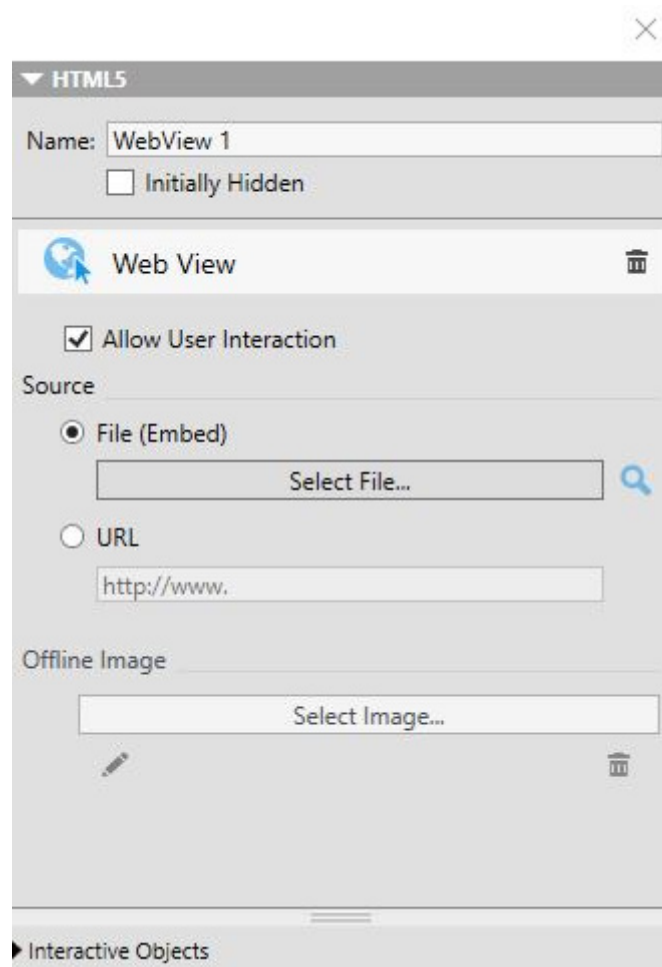 HTML5
Name: WebView 1
Initially Hidden
Web View
Allow User Interaction
Source
File (Embed)
Select File...
URL
http://www.
Offline Image
Select Image...
Interactive Objects